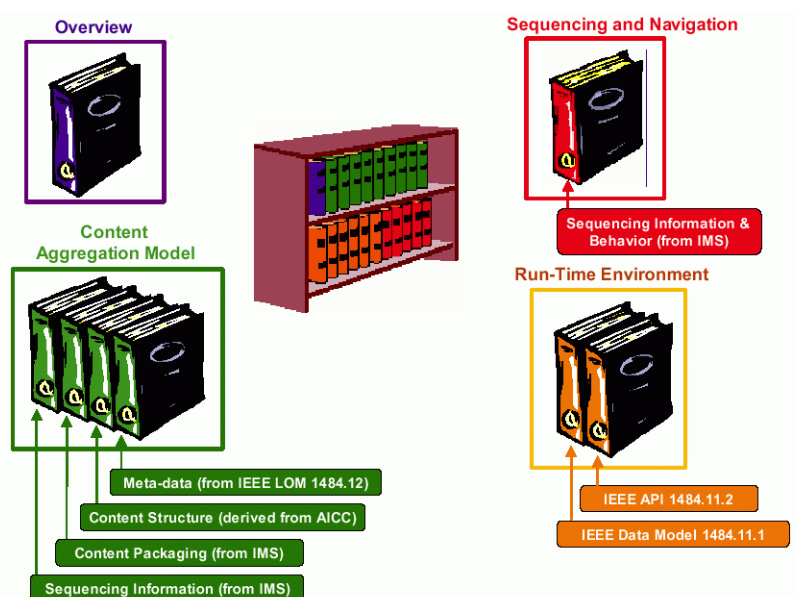 Overview
Sequencing and Navigation
Sequencing Information &
Behavior (from IMS)
Content
Aggregation Model
Run-Time Environment
Meta-data (from IEEE LOM 1484.12)
Content Structure (derived from AICC)
Content Packaging (from IMS)
Sequencing Information (from IMS)
IEEE API 1484.11.2
IEEE Data Model 1484.11.1